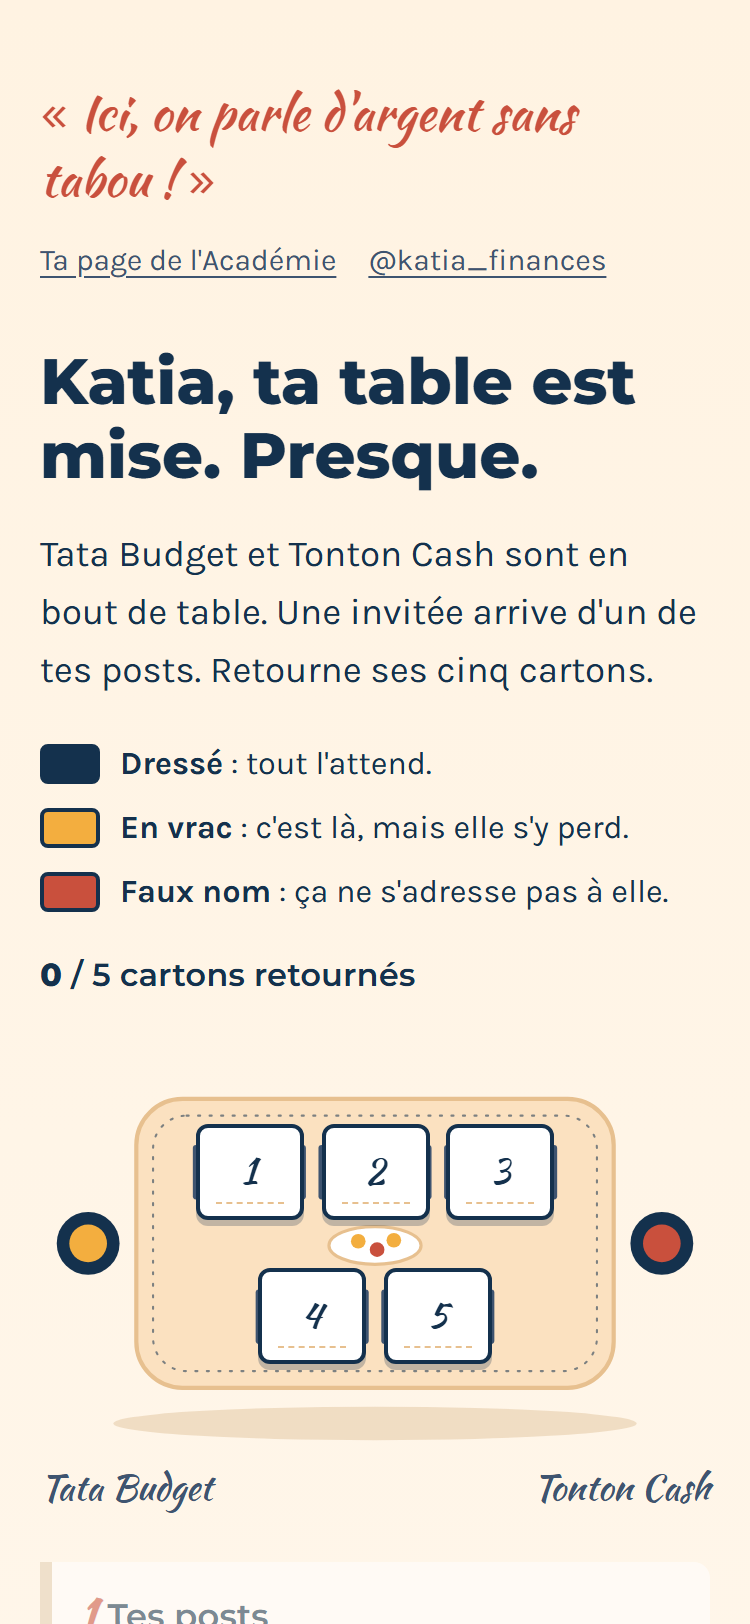 « Ici, on parle d'argent sans
tabou ! »
Ta page de l'Académie @katia_finances
Katia, ta table est
mise. Presque.
Tata Budget et Tonton Cash sont en
bout de table. Une invitée arrive d'un de
tes posts. Retourne ses cinq cartons.
Dressé : tout l'attend.
En vrac : c'est là, mais elle s'y perd.
Faux nom : ça ne s'adresse pas à elle.
0 / 5 cartons retournés
1 2 3
4 5
Tata Budget Tonton Cash
1 Tes posts